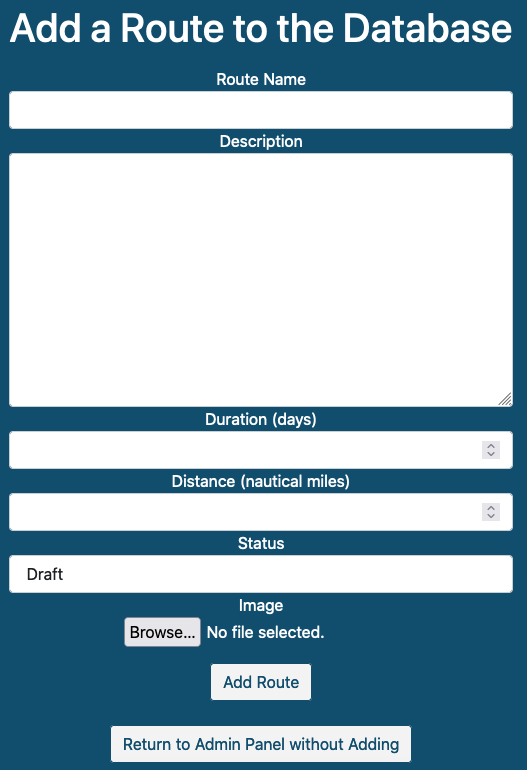 Add a Route to the Database
Route Name
Description
Duration (days)
Distance (nautical miles)
Status
Draft
Image
Browse... No file selected.
Add Route
Return to Admin Panel without Adding